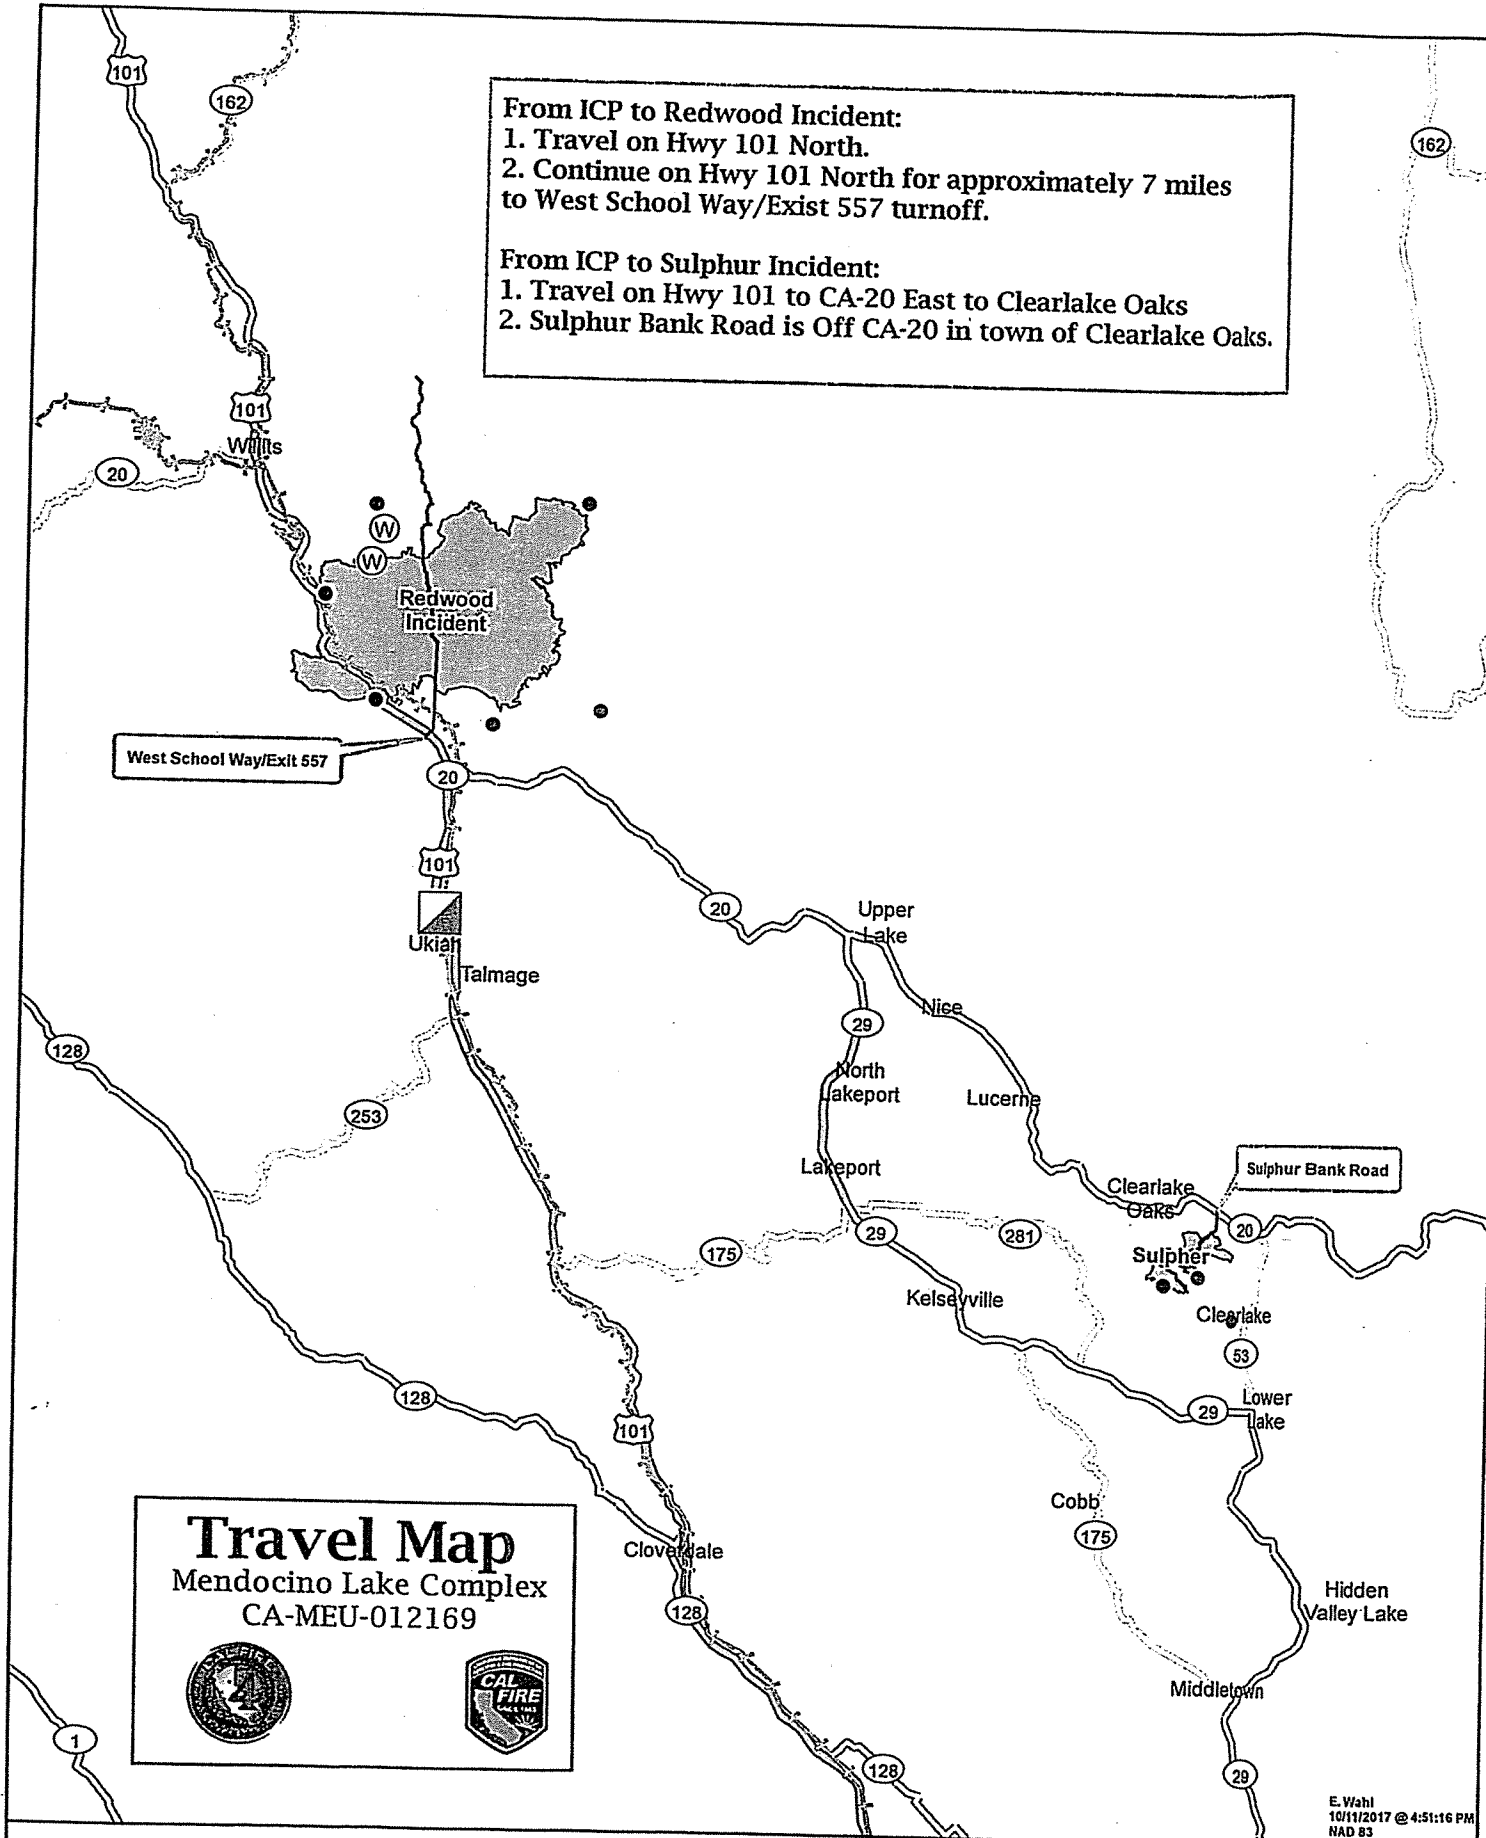 101
162
162
From ICP to Redwood Incident:
1. Travel on Hwy 101 North.
2. Continue on Hwy 101 North for approximately 7 miles
to West School Way/Exist 557 turnoff.
From ICP to Sulphur Incident:
1. Travel on Hwy 101 to CA-20 East to Clearlake Oaks
2. Sulphur Bank Road is Off CA-20 in town of Clearlake Oaks.
101
Willits
20
W
W
Redwood
Incident
West School Way/Exit 557
20
101
Ukiah
Talmage
20
Upper
Lake
Nice
29
128
North
Lakeport
Lucerne
253
Lakeport
Sulphur Bank Road
Clearlake
Oaks
20
29
281
175
Sulpher
Kelseyville
Clearlake
53
128
29
Lower
Lake
101
Cobb
175
Cloverdale
128
Hidden
Valley Lake
Middletown
Travel Map
Mendocino Lake Complex
CA-MEU-012169
CAL FIRE
CAL
FIRE
1
128
29
E. Wahl
10/11/2017 @ 4:51:16 PM
NAD 83